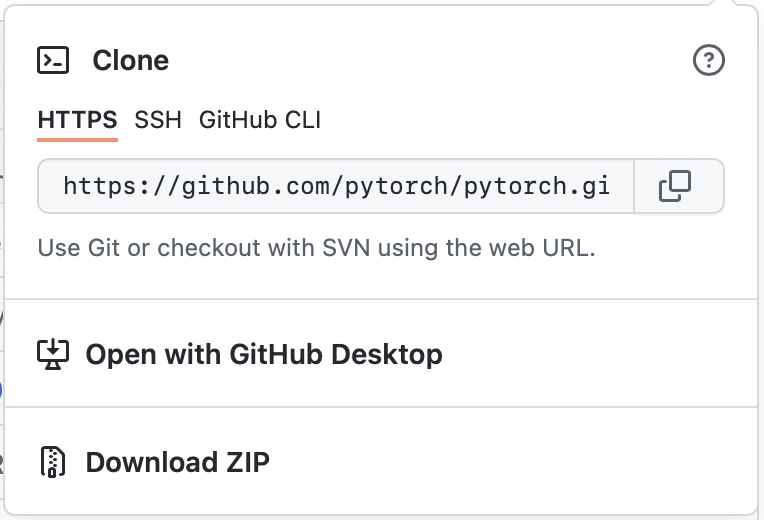 Clone
HTTPS SSH GitHub CLI
https://github.com/pytorch/pytorch.gi
Use Git or checkout with SVN using the web URL.
Open with GitHub Desktop
Download ZIP